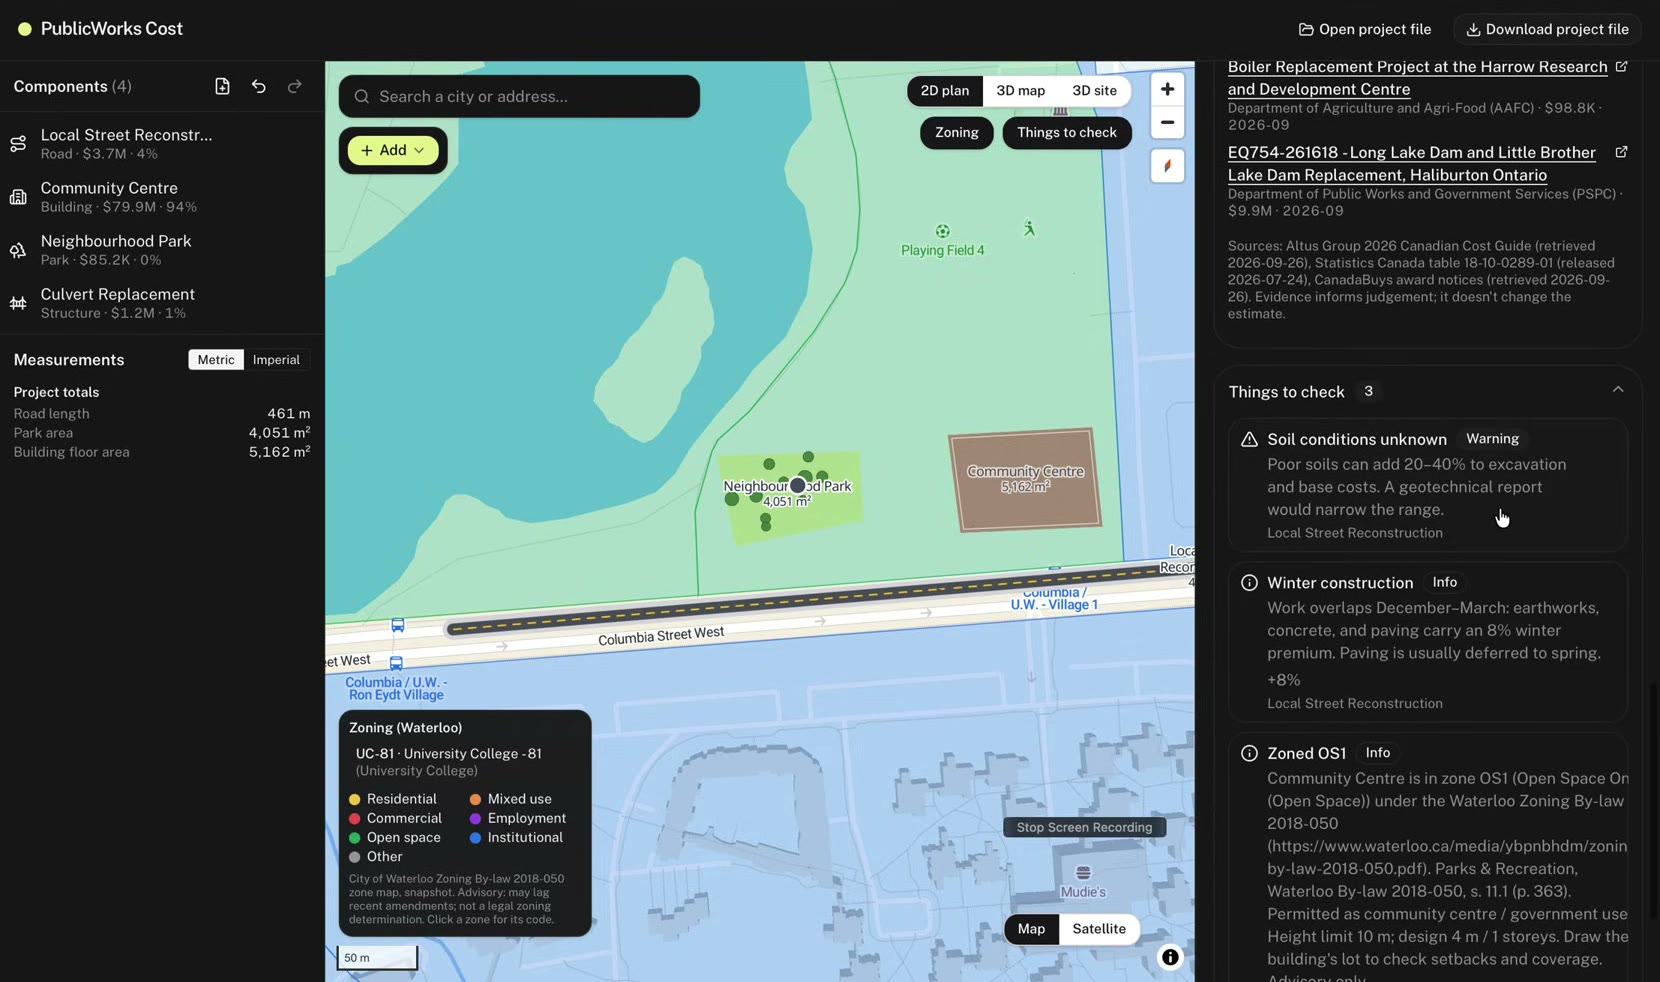 PublicWorks Cost
Open project file
Download project file
Components (4)
Local Street Reconstr...
Road · $3.7M · 4%
Community Centre
Building · $79.9M · 94%
Neighbourhood Park
Park · $85.2K · 0%
Culvert Replacement
Structure · $1.2M · 1%
Measurements
Metric
Imperial
Project totals
Road length 461 m
Park area 4,051 m²
Building floor area 5,162 m²
Search a city or address...
+ Add
2D plan
3D map
3D site
Zoning
Things to check
+
−
Playing Field 4
Community Centre
5,162 m²
4,051 m²
Columbia Street West
et West
Columbia /
U.W. - Village 1
Columbia / U.W. -
Ron Eydt Village
Zoning (Waterloo)
UC-81 · University College - 81
(University College)
Residential
Mixed use
Commercial
Employment
Open space
Institutional
Other
City of Waterloo Zoning By-law 2018-050
zone map, snapshot. Advisory: may lag
recent amendments; not a legal zoning
determination. Click a zone for its code.
50 m
Stop Screen Recording
Mudie's
Map
Satellite
Boiler Replacement Project at the Harrow Research
and Development Centre
Department of Agriculture and Agri-Food (AAFC) · $98.8K ·
2026-09
EQ754-261618 - Long Lake Dam and Little Brother
Lake Dam Replacement, Haliburton Ontario
Department of Public Works and Government Services (PSPC) ·
$9.9M · 2026-09
Sources: Altus Group 2026 Canadian Cost Guide (retrieved
2026-09-26), Statistics Canada table 18-10-0289-01 (released
2026-07-24), CanadaBuys award notices (retrieved 2026-09-
26). Evidence informs judgement; it doesn't change the
estimate.
Things to check 3
Soil conditions unknown Warning
Poor soils can add 20–40% to excavation
and base costs. A geotechnical report
would narrow the range.
Local Street Reconstruction
Winter construction Info
Work overlaps December–March: earthworks,
concrete, and paving carry an 8% winter
premium. Paving is usually deferred to spring.
+8%
Local Street Reconstruction
Zoned OS1 Info
Community Centre is in zone OS1 (Open Space On
(Open Space)) under the Waterloo Zoning By-law
2018-050
(https://www.waterloo.ca/media/ybpnbhdm/zonin
by-law-2018-050.pdf). Parks & Recreation,
Waterloo By-law 2018-050, s. 11.1 (p. 363).
Permitted as community centre / government use
Height limit 10 m; design 4 m / 1 storeys. Draw the
building's lot to check setbacks and coverage.
Advisory only